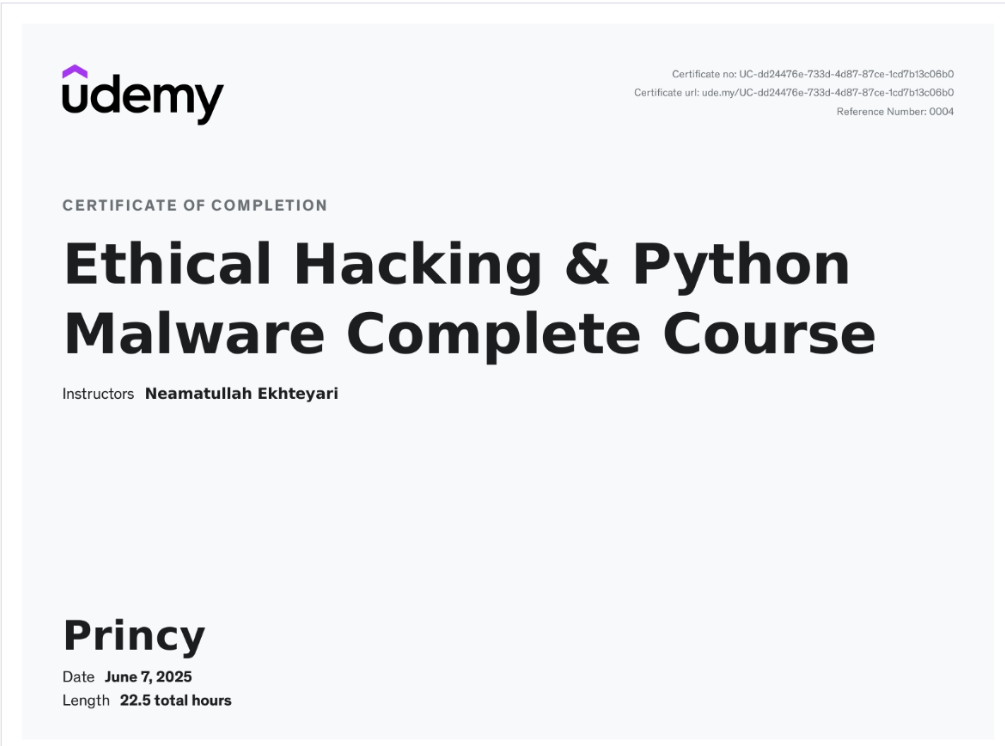 udemy
Certificate no: UC-dd24476e-733d-4d87-87ce-1cd7b13c06b0
Certificate url: ude.my/UC-dd24476e-733d-4d87-87ce-1cd7b13c06b0
Reference Number: 0004
CERTIFICATE OF COMPLETION
Ethical Hacking & Python
Malware Complete Course
Instructors Neamatullah Ekhteyari
Princy
Date June 7, 2025
Length 22.5 total hours